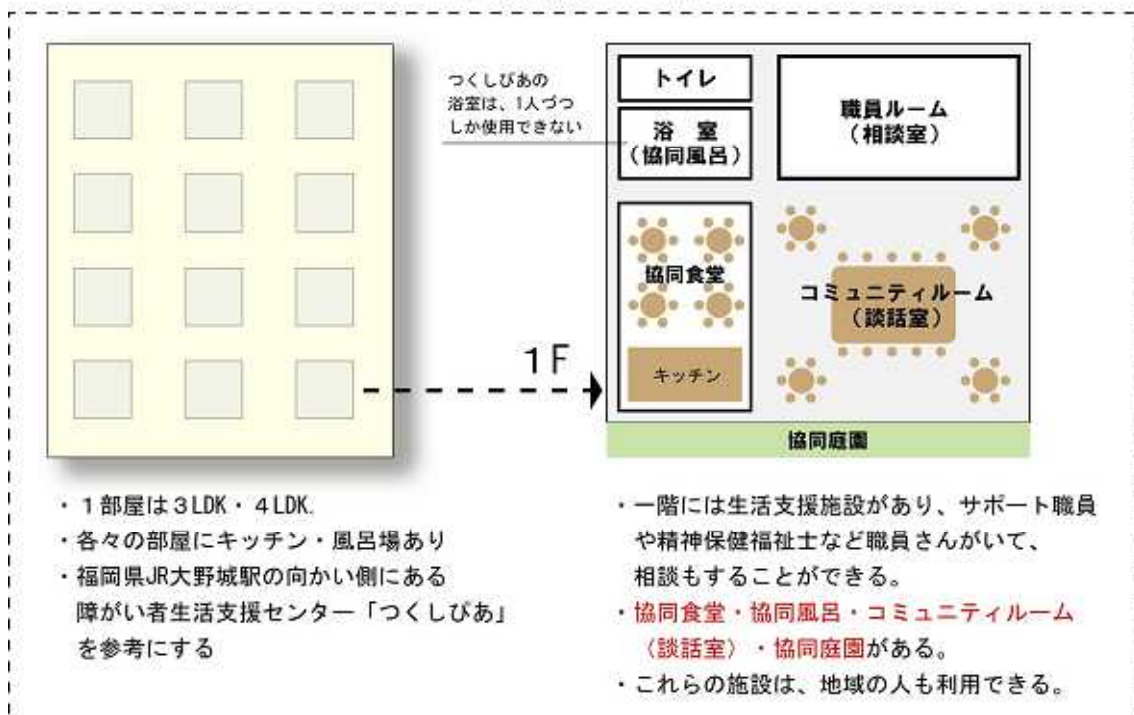 つくしぴあの
浴室は、1人づつ
しか使用できない
トイレ
浴 室
(協同風呂)
職員ルーム
(相談室)
協同食堂
キッチン
コミュニティルーム
(談話室)
1F
協同庭園
・1部屋は3LDK・4LDK.
・各々の部屋にキッチン・風呂場あり
・福岡県JR大野城駅の向かい側にある
障がい者生活支援センター「つくしぴあ」
を参考にする
・一階には生活支援施設があり、サポート職員
や精神保健福祉士など職員さんがいて、
相談もすることができる。
・協同食堂・協同風呂・コミュニティルーム
(談話室)・協同庭園がある。
・これらの施設は、地域の人も利用できる。